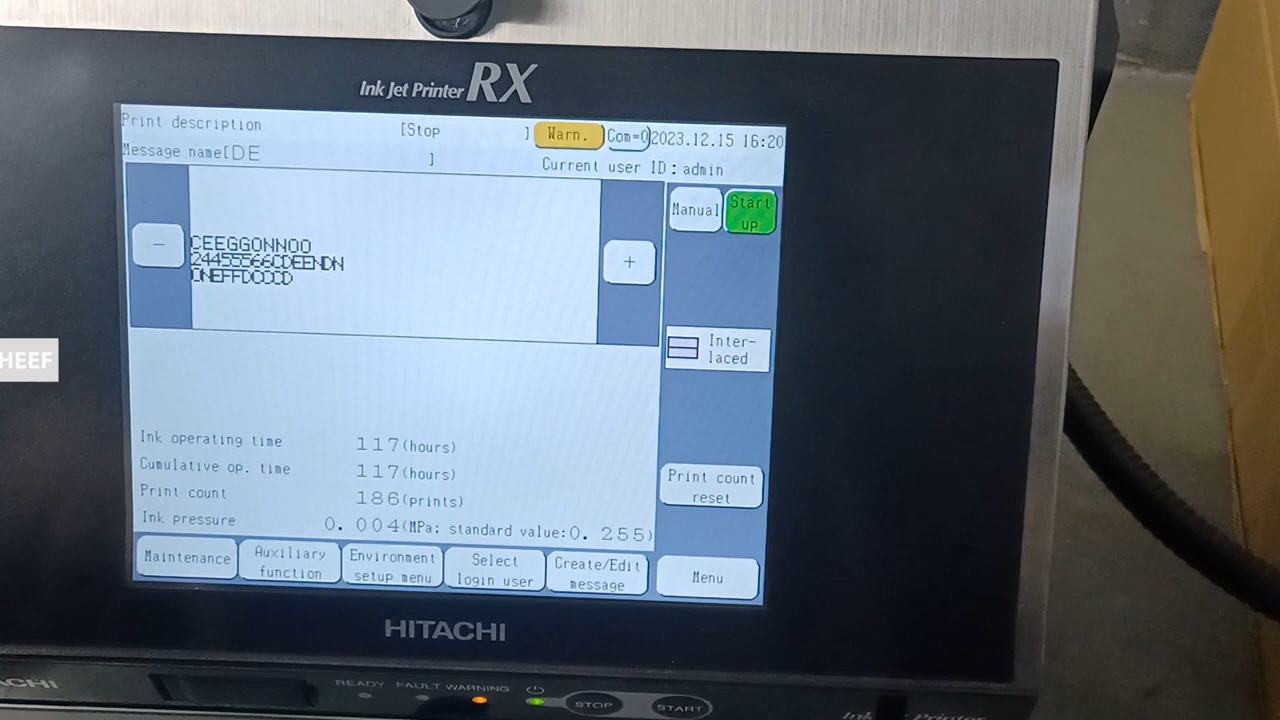 Ink Jet Printer RX
Print description [Stop ] Warn. Com=0 2023.12.15 16:20
Message name[DE ] Current user ID:admin
Manual Start up
CEEGGONNOO
24455566CDEENDN
- +
Inter-laced
HEEF
Ink operating time 117(hours)
Cumulative op. time 117(hours)
Print count 186(prints)
Print count reset
Ink pressure 0.004(MPa; standard value:0.255)
Maintenance
Auxiliary function
Environment setup menu
Select login user
Create/Edit message
Menu
HITACHI
READY FAULT WARNING
STOP START